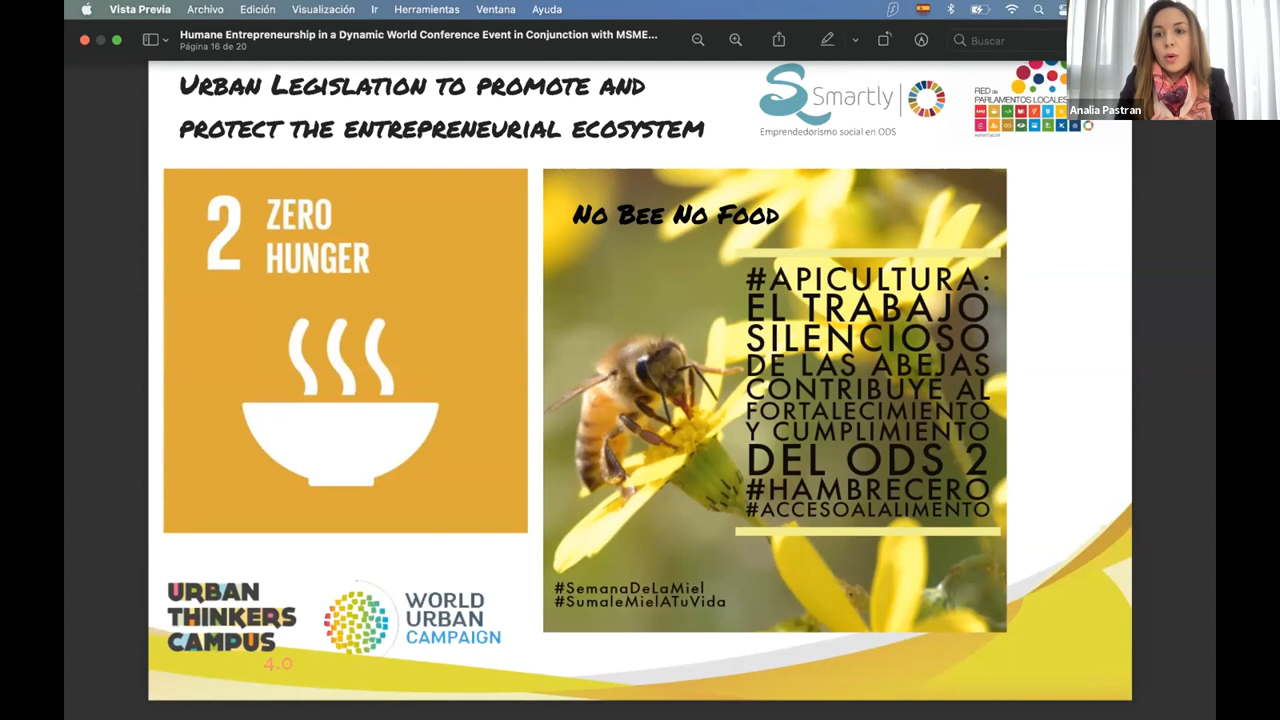 Vista Previa Archivo Edición Visualización Ir Herramientas Ventana Ayuda
Humane Entrepreneurship in a Dynamic World Conference Event in Conjunction with MSME...
Página 16 de 20
Buscar
Analia Pastran
URBAN LEGISLATION TO PROMOTE AND
PROTECT THE ENTREPRENEURIAL ECOSYSTEM
Smartly
Emprendedorismo social en ODS
RED de
PARLAMENTOS LOCALES
2 ZERO
HUNGER
NO BEE NO FOOD
#APICULTURA:
EL TRABAJO
SILENCIOSO
DE LAS ABEJAS
CONTRIBUYE AL
FORTALECIMIENTO
Y CUMPLIMIENTO
DEL ODS 2
#HAMBRECERO
#ACCESOALALIMENTO
#SemanaDeLaMiel
#SumaleMielATuVida
URBAN
THINKERS
CAMPUS
4.0
WORLD
URBAN
CAMPAIGN